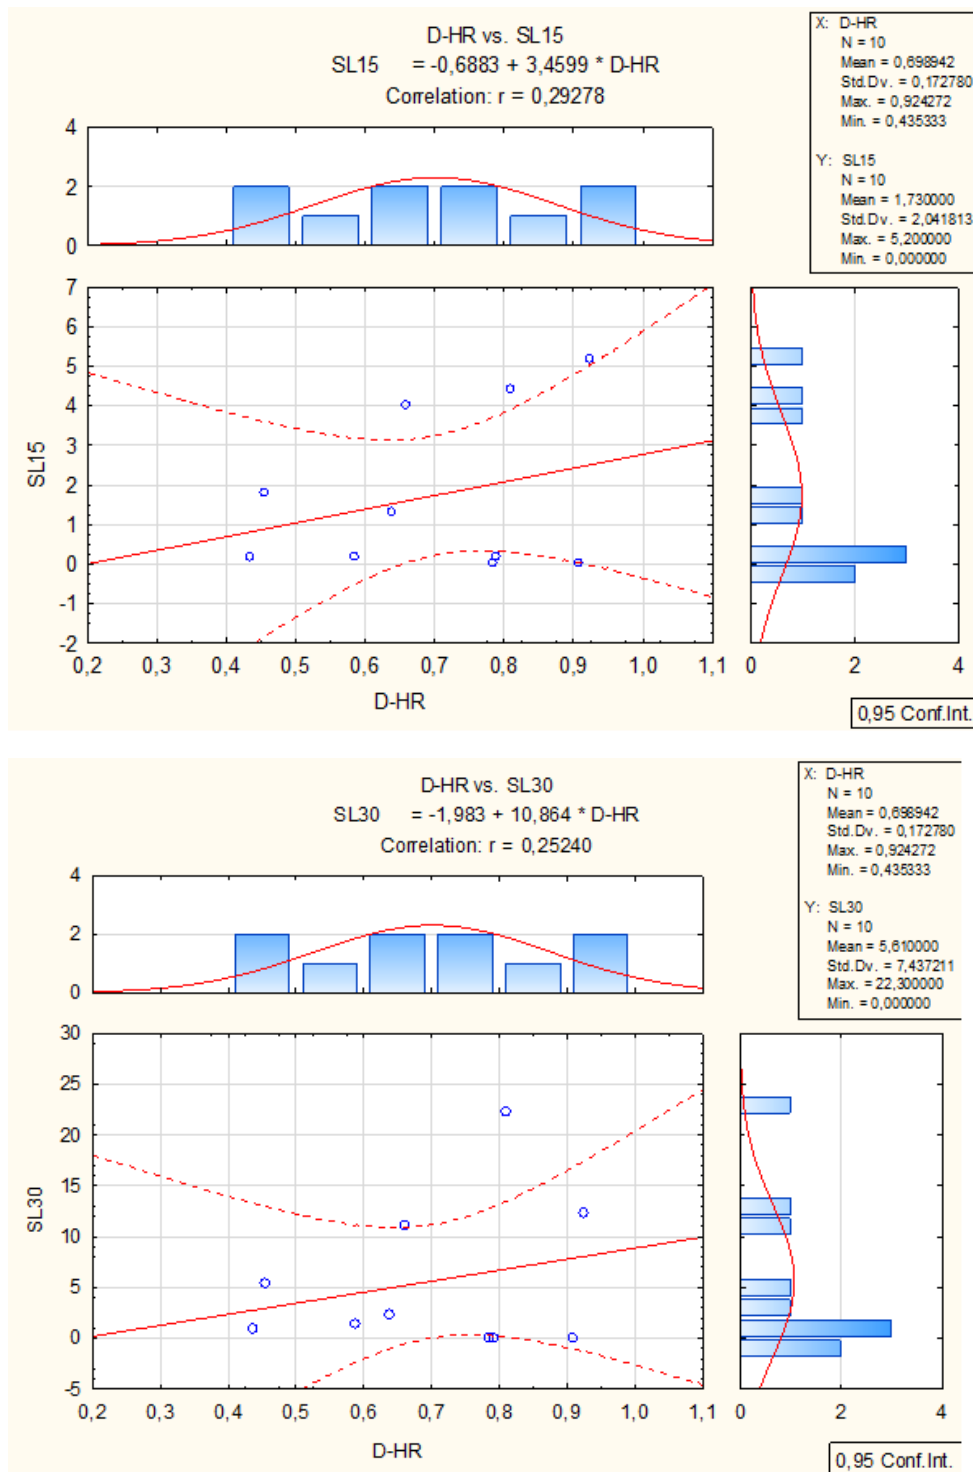 D-HR vs. SL15
SL15 = -0,6883 + 3,4599 * D-HR
Correlation: r = 0,29278
X: D-HR
N = 10
Mean = 0,698942
Std.Dv. = 0,172780
Max. = 0,924272
Min. = 0,435333
Y: SL15
N = 10
Mean = 1,730000
Std.Dv. = 2,041813
Max. = 5,200000
Min. = 0,000000
4
2
0
7
6
5
4
3
2
1
0
-1
-2
SL15
0,2 0,3 0,4 0,5 0,6 0,7 0,8 0,9 1,0 1,1
D-HR
0 2 4
0,95 Conf.Int.
D-HR vs. SL30
SL30 = -1,983 + 10,864 * D-HR
Correlation: r = 0,25240
X: D-HR
N = 10
Mean = 0,698942
Std.Dv. = 0,172780
Max. = 0,924272
Min. = 0,435333
Y: SL30
N = 10
Mean = 5,610000
Std.Dv. = 7,437211
Max. = 22,300000
Min. = 0,000000
4
2
0
30
25
20
15
10
5
0
-5
SL30
0,2 0,3 0,4 0,5 0,6 0,7 0,8 0,9 1,0 1,1
D-HR
0 2 4
0,95 Conf.Int.